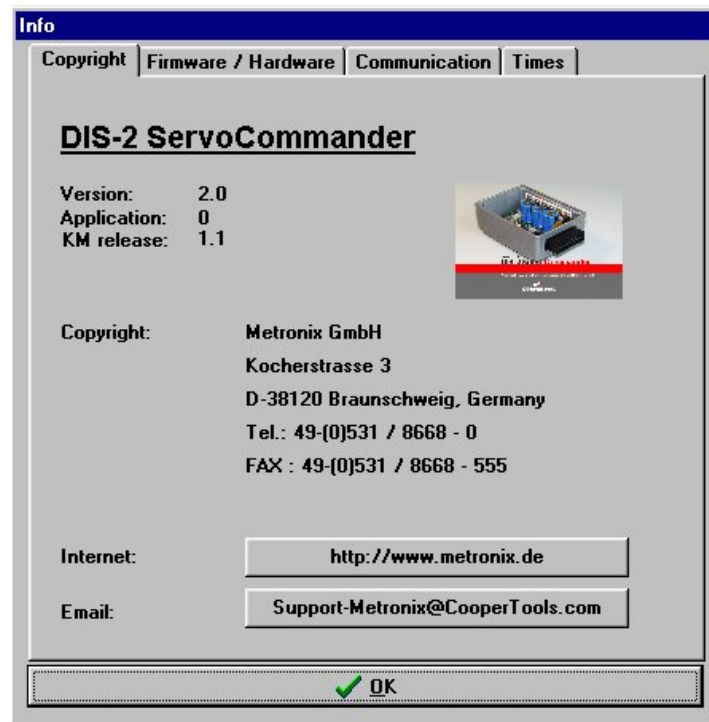 Info
Copyright Firmware / Hardware Communication Times
DIS-2 ServoCommander
Version: 2.0
Application: 0
KM release: 1.1
Copyright: Metronix GmbH
Kocherstrasse 3
D-38120 Braunschweig, Germany
Tel.: 49-(0)531 / 8668 - 0
FAX : 49-(0)531 / 8668 - 555
Internet: http://www.metronix.de
Email: Support-Metronix@CooperTools.com
OK